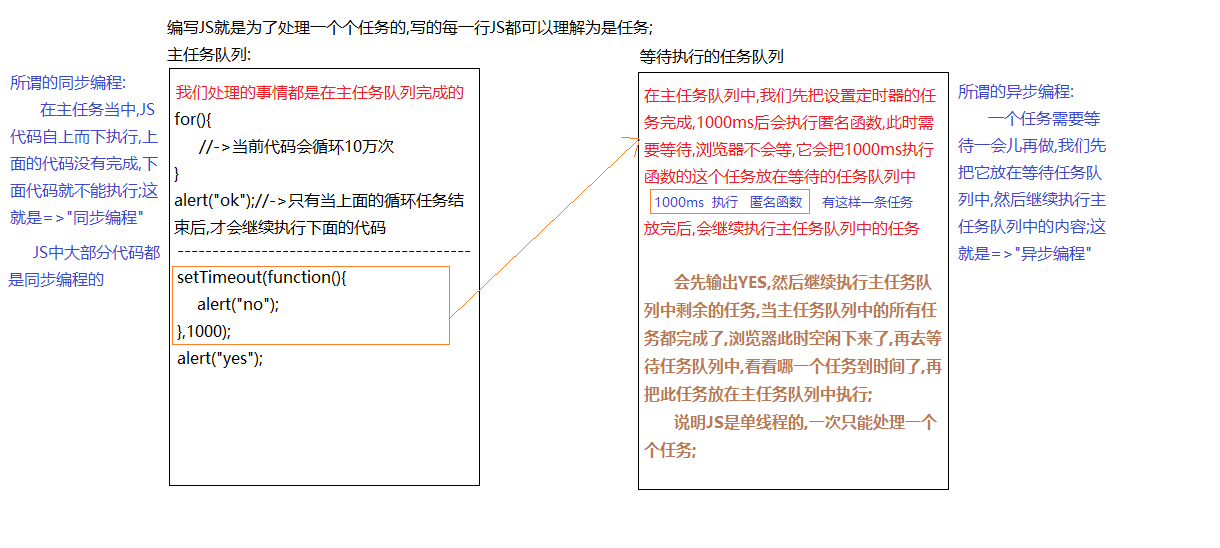 编写JS就是为了处理一个个任务的,写的每一行JS都可以理解为是任务;
主任务队列:
所谓的同步编程:
在主任务当中,JS
代码自上而下执行,上
面的代码没有完成,下
面代码就不能执行;这
就是=>"同步编程"
JS中大部分代码都
是同步编程的
我们处理的事情都是在主任务队列完成的
for(){
//->当前代码会循环10万次
}
alert("ok");//->只有当上面的循环任务结
束后,才会继续执行下面的代码
----------------------------------------
setTimeout(function(){
alert("no");
},1000);
alert("yes");
等待执行的任务队列
在主任务队列中,我们先把设置定时器的任
务完成,1000ms后会执行匿名函数,此时需
要等待,浏览器不会等,它会把1000ms执行
函数的这个任务放在等待的任务队列中
1000ms 执行 匿名函数 有这样一条任务
放完后,会继续执行主任务队列中的任务
会先输出YES,然后继续执行主任务队
列中剩余的任务,当主任务队列中的所有任
务都完成了,浏览器此时空闲下来了,再去等
待任务队列中,看看哪一个任务到时间了,再
把此任务放在主任务队列中执行;
说明JS是单线程的,一次只能处理一个
个任务;
所谓的异步编程:
一个任务需要等
待一会儿再做,我们先
把它放在等待任务队
列中,然后继续执行主
任务队列中的内容;这
就是=>"异步编程"